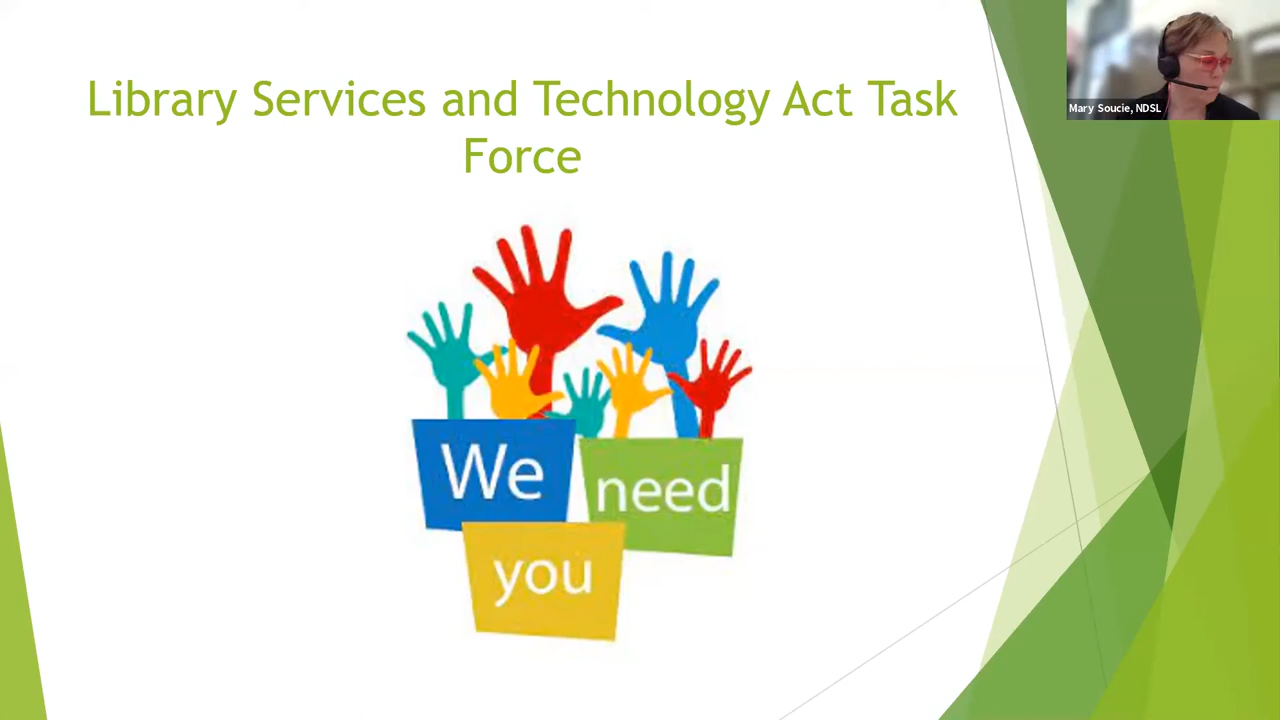 Library Services and Technology Act Task
Force
Mary Soucie, NDSL
We
need
you